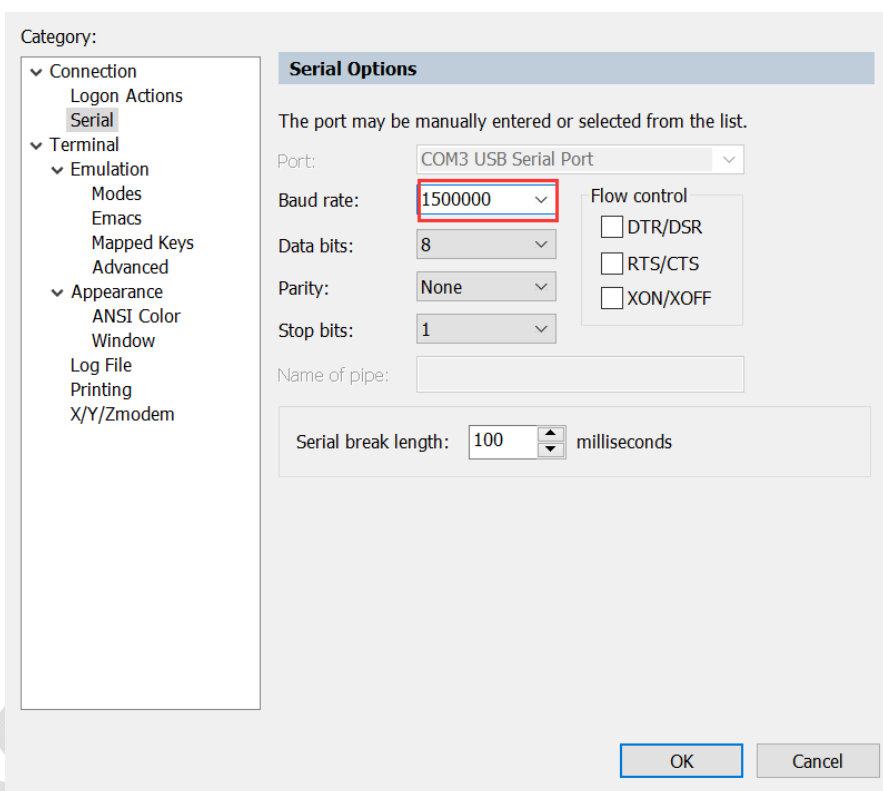 Category:
Connection
Logon Actions
Serial
Terminal
Emulation
Modes
Emacs
Mapped Keys
Advanced
Appearance
ANSI Color
Window
Log File
Printing
X/Y/Zmodem
Serial Options
The port may be manually entered or selected from the list.
Port: COM3 USB Serial Port
Baud rate: 1500000
Data bits: 8
Parity: None
Stop bits: 1
Flow control
DTR/DSR
RTS/CTS
XON/XOFF
Name of pipe:
Serial break length: 100 milliseconds
OK Cancel